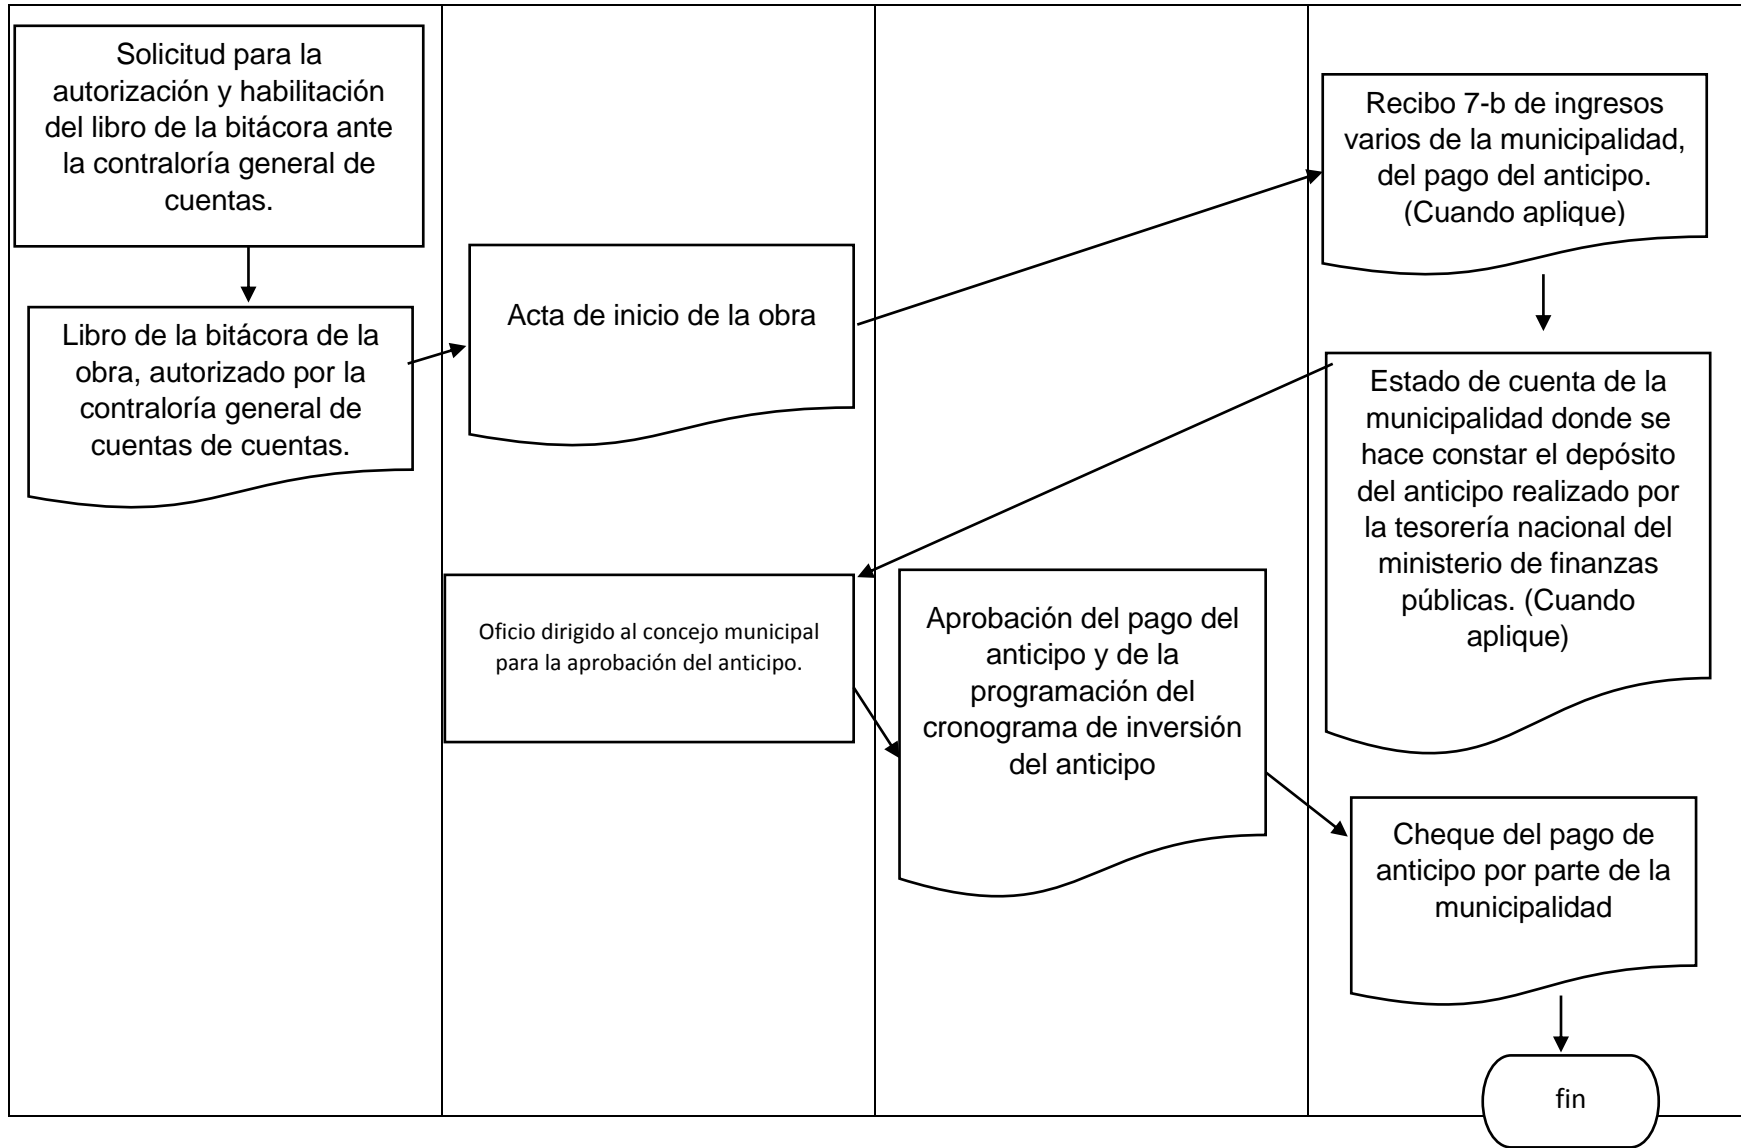 Solicitud para la
autorización y habilitación
del libro de la bitácora ante
la contraloría general de
cuentas.
Libro de la bitácora de la
obra, autorizado por la
contraloría general de
cuentas de cuentas.
Acta de inicio de la obra
Recibo 7-b de ingresos
varios de la municipalidad,
del pago del anticipo.
(Cuando aplique)
Estado de cuenta de la
municipalidad donde se
hace constar el depósito
del anticipo realizado por
la tesorería nacional del
ministerio de finanzas
públicas. (Cuando
aplique)
Oficio dirigido al concejo municipal
para la aprobación del anticipo.
Aprobación del pago del
anticipo y de la
programación del
cronograma de inversión
del anticipo
Cheque del pago de
anticipo por parte de la
municipalidad
fin